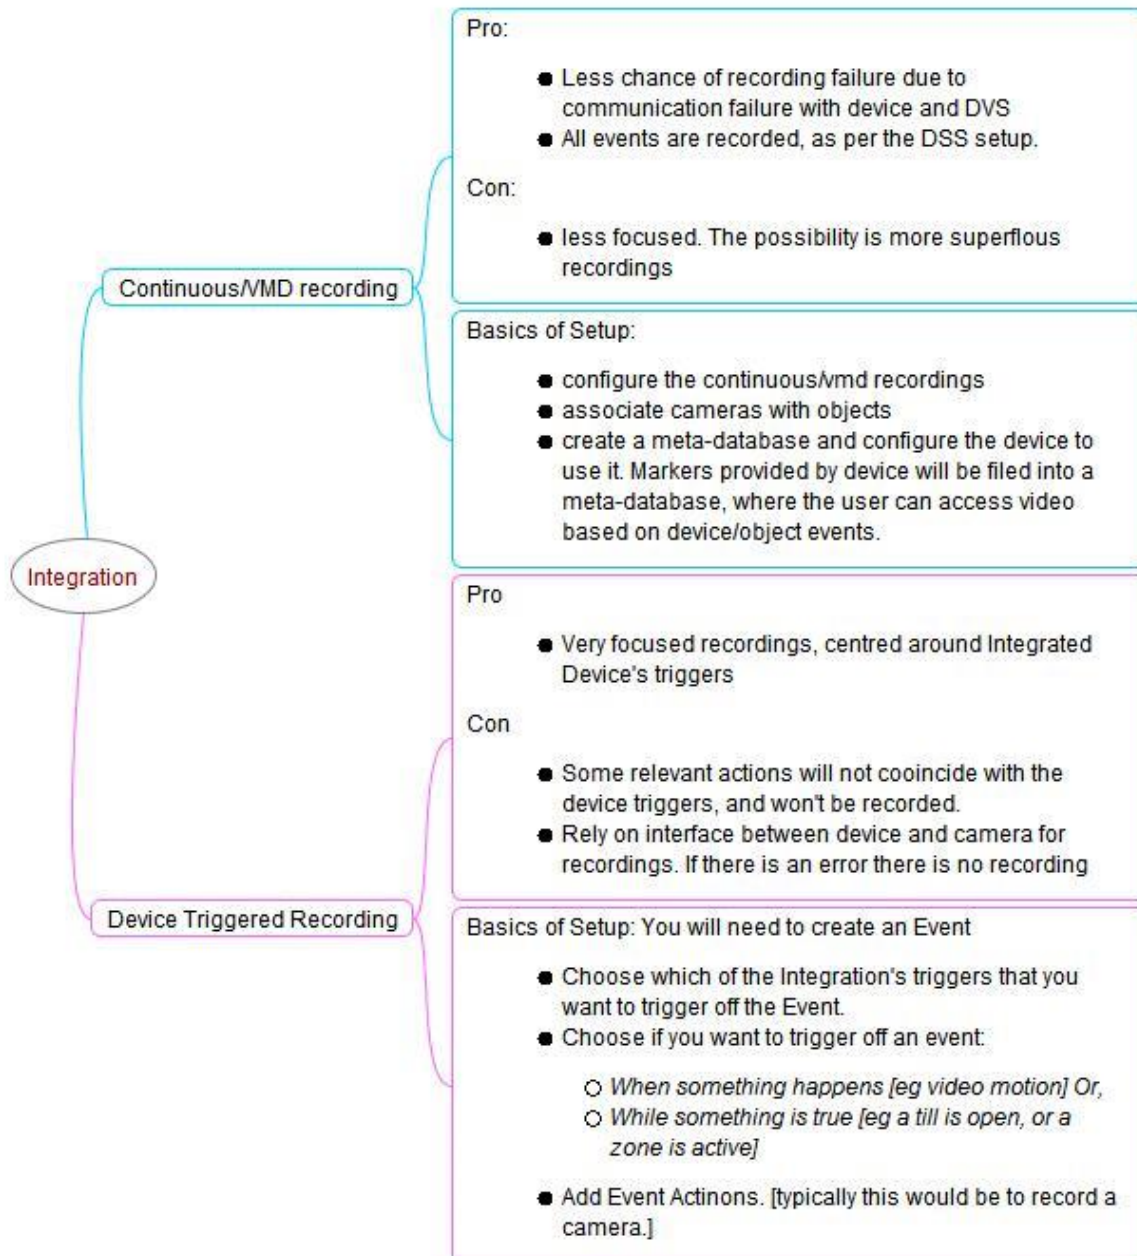 Pro:
● Less chance of recording failure due to
communication failure with device and DVS
● All events are recorded, as per the DSS setup.
Con:
● less focused. The possibility is more superflous
recordings
Continuous/VMD recording
Basics of Setup:
● configure the continuous/vmd recordings
● associate cameras with objects
● create a meta-database and configure the device to
use it. Markers provided by device will be filed into a
meta-database, where the user can access video
based on device/object events.
Integration
Pro
● Very focused recordings, centred around Integrated
Device's triggers
Con
● Some relevant actions will not cooincide with the
device triggers, and won't be recorded.
● Rely on interface between device and camera for
recordings. If there is an error there is no recording
Device Triggered Recording
Basics of Setup: You will need to create an Event
● Choose which of the Integration's triggers that you
want to trigger off the Event.
● Choose if you want to trigger off an event:
○ When something happens [eg video motion] Or,
○ While something is true [eg a till is open, or a
zone is active]
● Add Event Actinons. [typically this would be to record a
camera.]